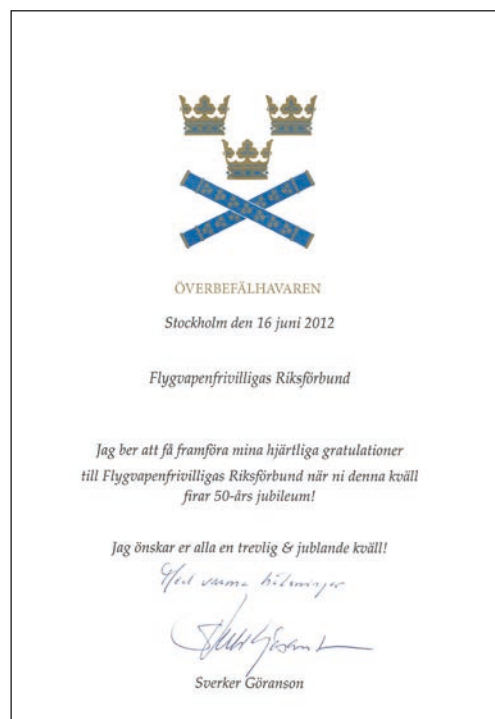 ÖVERBEFÄLHAVAREN
Stockholm den 16 juni 2012
Flygvapenfrivilligas Riksförbund
Jag ber att få framföra mina hjärtliga gratulationer
till Flygvapenfrivilligas Riksförbund när ni denna kväll
firar 50-års jubileum!
Jag önskar er alla en trevlig & jublande kväll!
Med varma hälsningar
Sverker Göranson